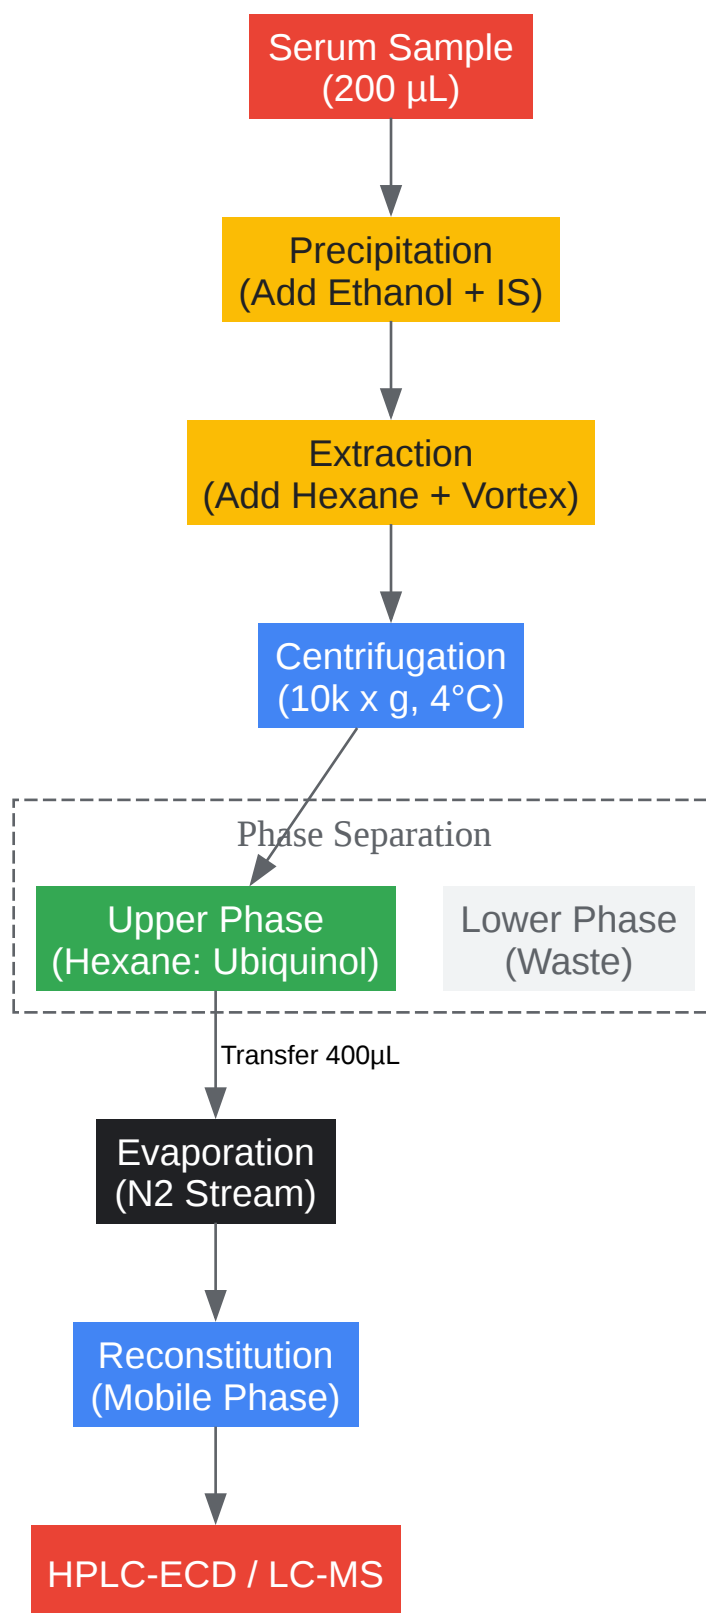 Serum Sample
(200 µL)
Precipitation
(Add Ethanol + IS)
Extraction
(Add Hexane + Vortex)
Centrifugation
(10k x g, 4°C)
Phase Separation
Upper Phase
(Hexane: Ubiquinol)
Lower Phase
(Waste)
Transfer 400µL
Evaporation
(N2 Stream)
Reconstitution
(Mobile Phase)
HPLC-ECD / LC-MS